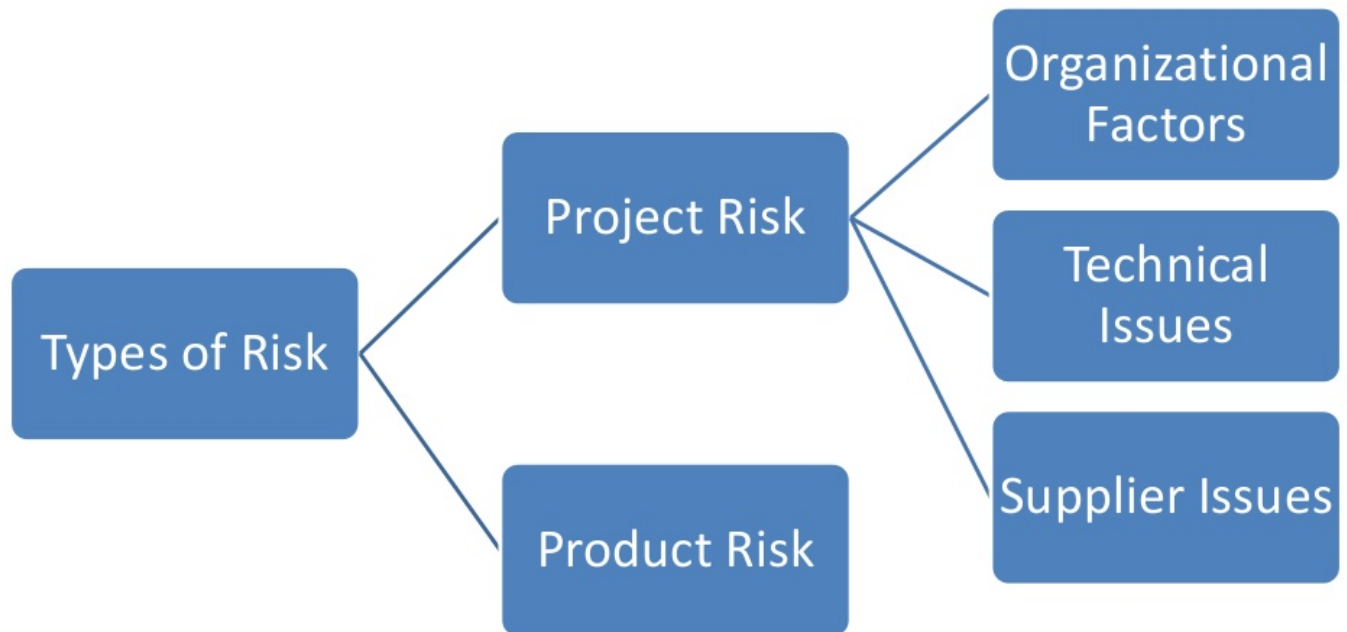 Types of Risk
Project Risk
Product Risk
Organizational
Factors
Technical
Issues
Supplier Issues